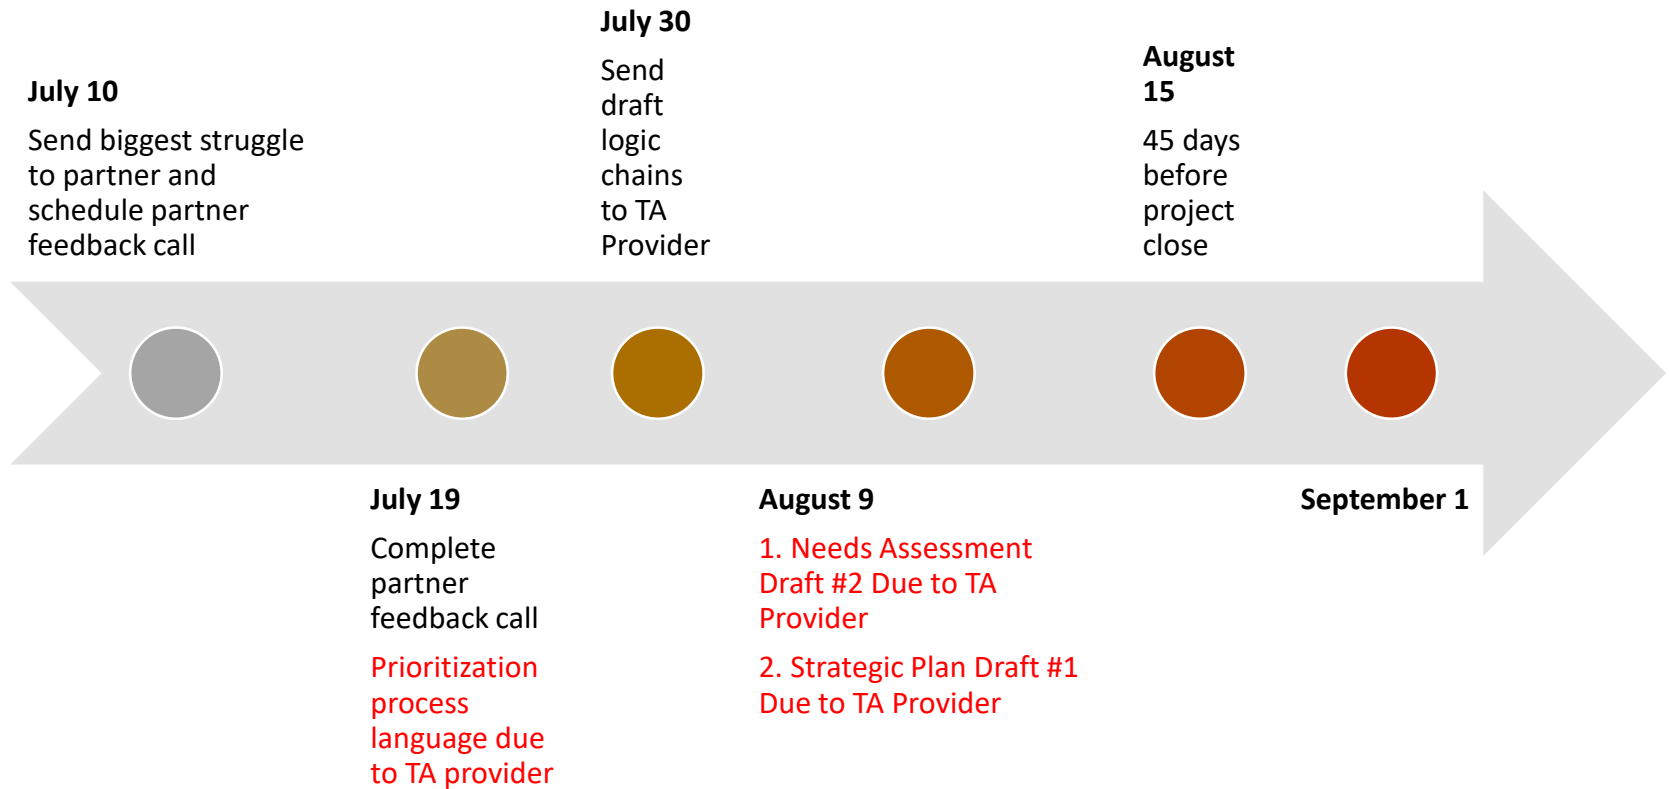 July 10
Send biggest struggle
to partner and
schedule partner
feedback call
July 19
Complete
partner
feedback call
Prioritization
process
language due
to TA provider
July 30
Send
draft
logic
chains
to TA
Provider
August 9
1. Needs Assessment
Draft #2 Due to TA
Provider
2. Strategic Plan Draft #1
Due to TA Provider
August
15
45 days
before
project
close
September 1